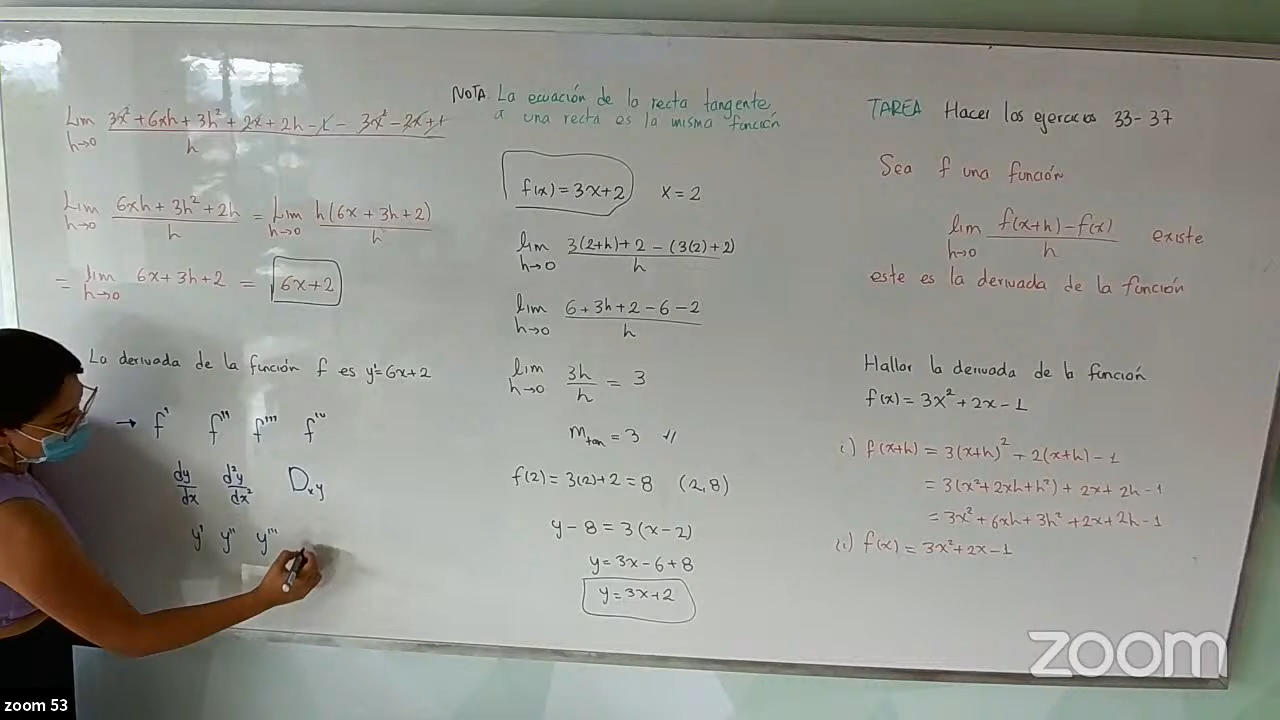 Lim 3x² + 6xh + 3h² + 2x + 2h - 1 - 3x² - 2x + 1
h→0 h
Lim 6xh + 3h² + 2h = Lim h(6x + 3h + 2)
h→0 h h→0 h
= lim 6x + 3h + 2 = 6x + 2
h→0
La derivada de la función f es y' = 6x + 2
→ f' f'' f''' f''''
dy/dx d²y/dx² Dxy
y' y'' y'''
NOTA La ecuación de la recta tangente
a una recta es la misma función
f(x) = 3x + 2 x = 2
lim 3(2+h) + 2 - (3(2) + 2)
h→0 h
lim 6 + 3h + 2 - 6 - 2
h→0 h
lim 3h/h = 3
h→0
mtan = 3 //
f(2) = 3(2) + 2 = 8 (2, 8)
y - 8 = 3(x - 2)
y = 3x - 6 + 8
y = 3x + 2
TAREA Hacer los ejercicios 33 - 37
Sea f una función
lim f(x+h) - f(x) existe
h→0 h
este es la derivada de la función
Hallar la derivada de la función
f(x) = 3x² + 2x - 1
i) f(x+h) = 3(x+h)² + 2(x+h) - 1
= 3(x² + 2xh + h²) + 2x + 2h - 1
= 3x² + 6xh + 3h² + 2x + 2h - 1
ii) f(x) = 3x² + 2x - 1
zoom
zoom 53